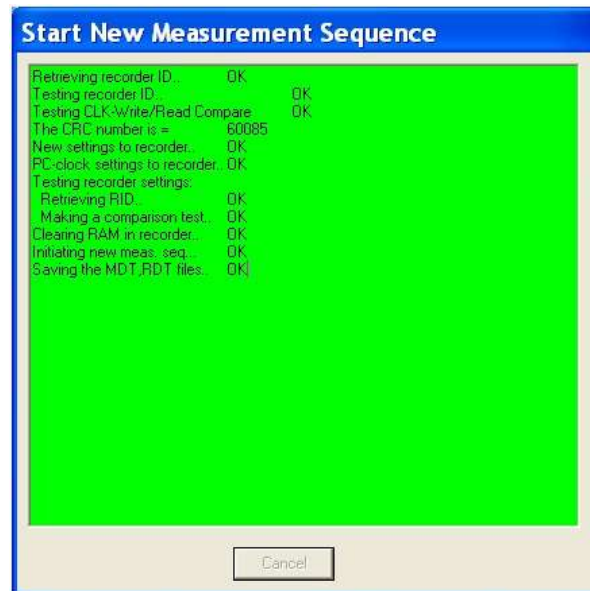 Start New Measurement Sequence
Retrieving recorder ID.. OK
Testing recorder ID.. OK
Testing CLK-Write/Read Compare OK
The CRC number is = 60085
New settings to recorder.. OK
PC-clock settings to recorder.. OK
Testing recorder settings:
Retrieving RID.. OK
Making a comparison test.. OK
Clearing RAM in recorder.. OK
Initiating new meas. seq... OK
Saving the MDT,RDT files.. OK
Cancel